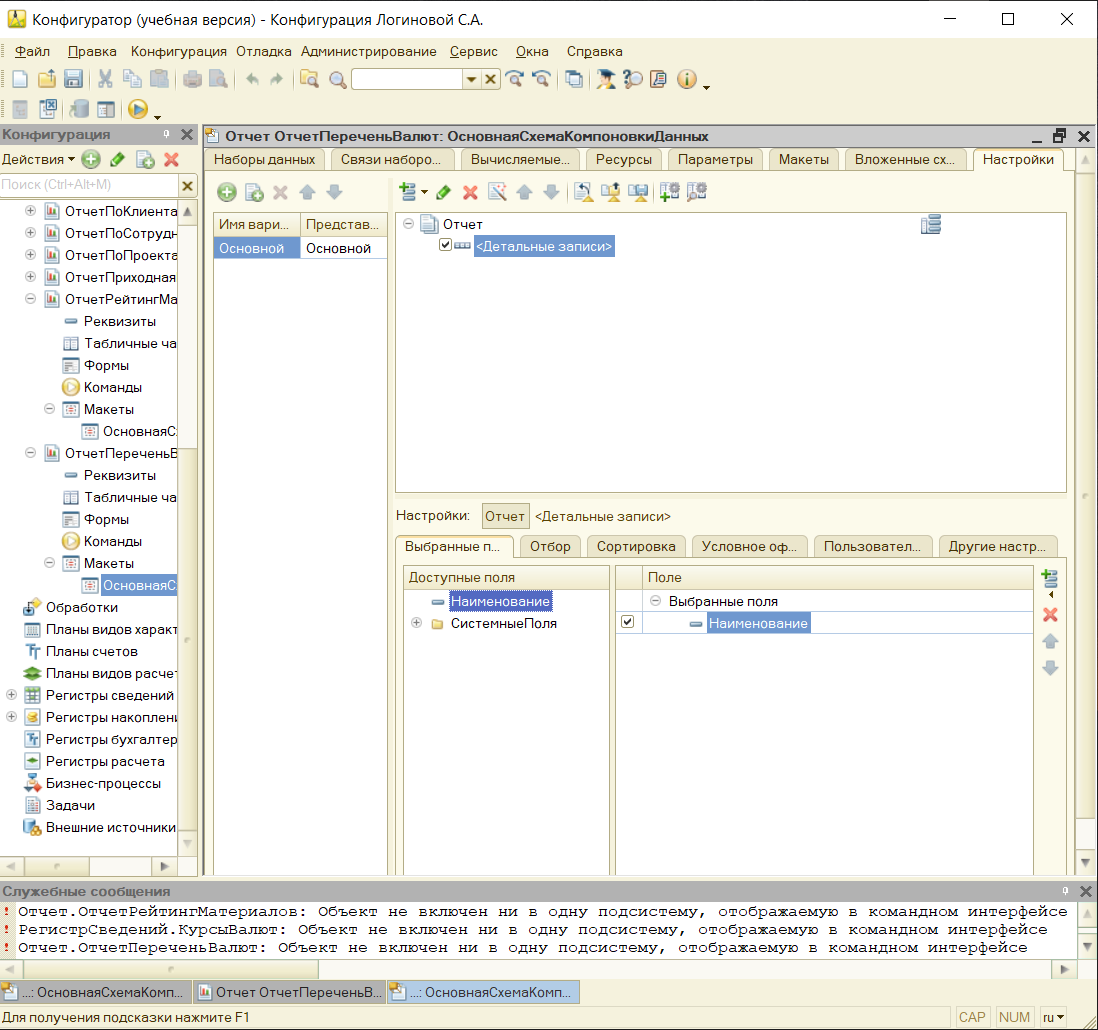 Конфигуратор (учебная версия) - Конфигурация Логиновой С.А.
Файл Правка Конфигурация Отладка Администрирование Сервис Окна Справка
Конфигурация
Действия
Поиск (Ctrl+Alt+M)
ОтчетПоКлиента
ОтчетПоСотрудн
ОтчетПоПроекта
ОтчетПриходная
ОтчетРейтингМа
Реквизиты
Табличные ча
Формы
Команды
Макеты
ОсновнаяС
ОтчетПереченьВ
Реквизиты
Табличные ча
Формы
Команды
Макеты
ОсновнаяС
Обработки
Планы видов характ
Планы счетов
Планы видов расчет
Регистры сведений
Регистры накоплени
Регистры бухгалтер
Регистры расчета
Бизнес-процессы
Задачи
Внешние источники
Отчет ОтчетПереченьВалют: ОсновнаяСхемаКомпоновкиДанных
Наборы данных Связи наборо... Вычисляемые... Ресурсы Параметры Макеты Вложенные сх... Настройки
Имя вари... Представ...
Основной Основной
Отчет
<Детальные записи>
Настройки: Отчет <Детальные записи>
Выбранные п... Отбор Сортировка Условное оф... Пользовател... Другие настр...
Доступные поля
Наименование
СистемныеПоля
Поле
Выбранные поля
Наименование
Служебные сообщения
! Отчет.ОтчетРейтингМатериалов: Объект не включен ни в одну подсистему, отображаемую в командном интерфейсе
! РегистрСведений.КурсыВалют: Объект не включен ни в одну подсистему, отображаемую в командном интерфейсе
! Отчет.ОтчетПереченьВалют: Объект не включен ни в одну подсистему, отображаемую в командном интерфейсе
...: ОсновнаяСхемаКомп... Отчет ОтчетПереченьВ... ...: ОсновнаяСхемаКомп...
Для получения подсказки нажмите F1 CAP NUM ru